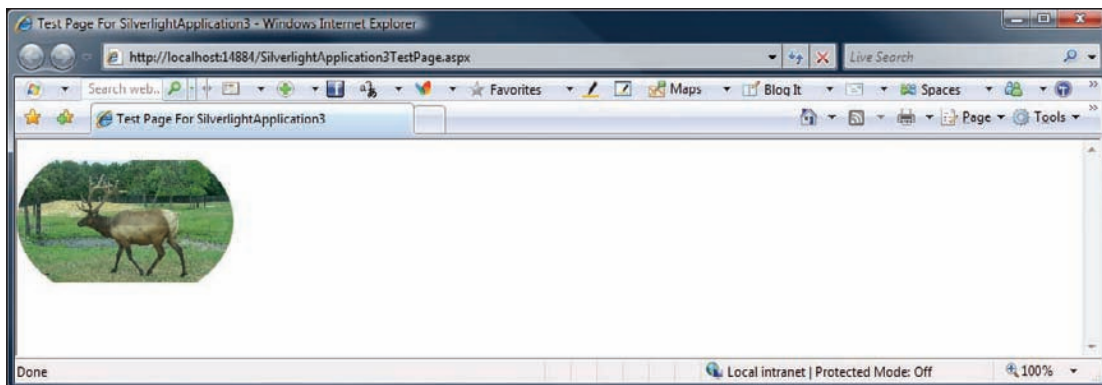 Test Page For SilverlightApplication3 - Windows Internet Explorer
http://localhost:14884/SilverlightApplication3TestPage.aspx
Live Search
Search web..
Favorites
Maps
Blog It
Spaces
Test Page For SilverlightApplication3
Page
Tools
Done
Local intranet | Protected Mode: Off
100%